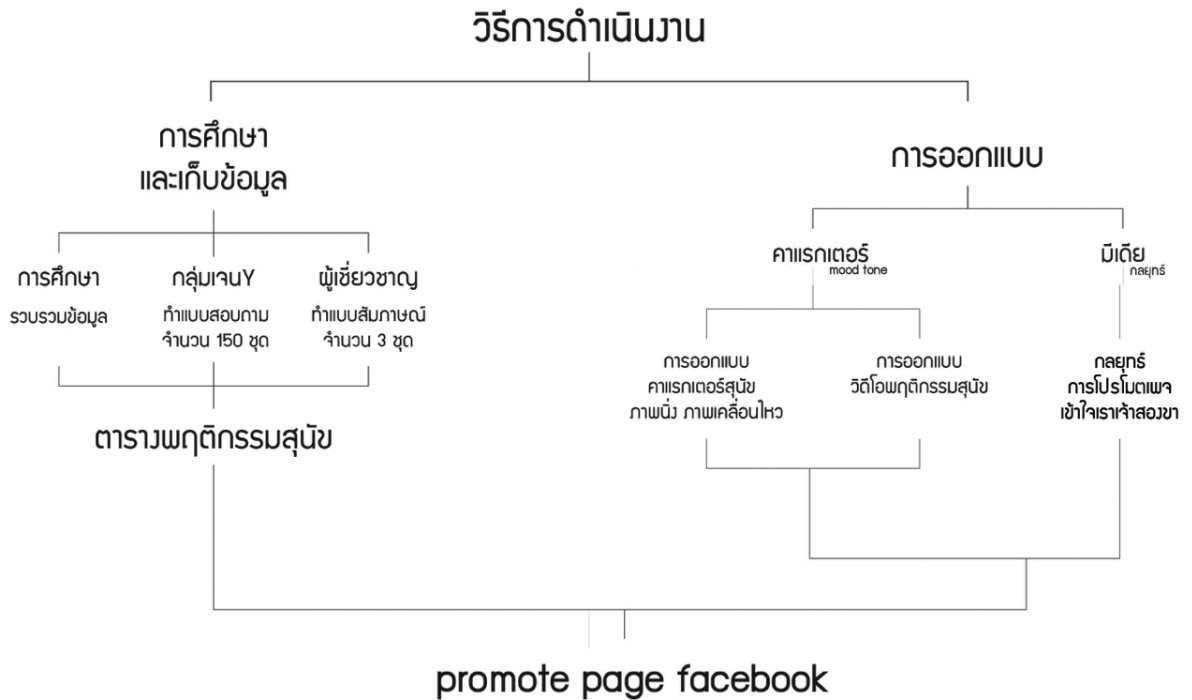 วิธีการดำเนินงาน
การศึกษา
และเก็บข้อมูล
การออกแบบ
การศึกษา
รวบรวมข้อมูล
กลุ่มเจนY
ทำแบบสอบถาม
จำนวน 150 ชุด
ผู้เชี่ยวชาญ
ทำแบบสัมภาษณ์
จำนวน 3 ชุด
คาแรกเตอร์
mood tone
มีเดีย
กลยุทธ์
การออกแบบ
คาแรกเตอร์สุนัข
ภาพนิ่ง ภาพเคลื่อนไหว
การออกแบบ
วิดีโอพฤติกรรมสุนัข
กลยุทธ์
การโปรโมตเพจ
เข้าใจเราเจ้าสองขา
ตารางพฤติกรรมสุนัข
promote page facebook